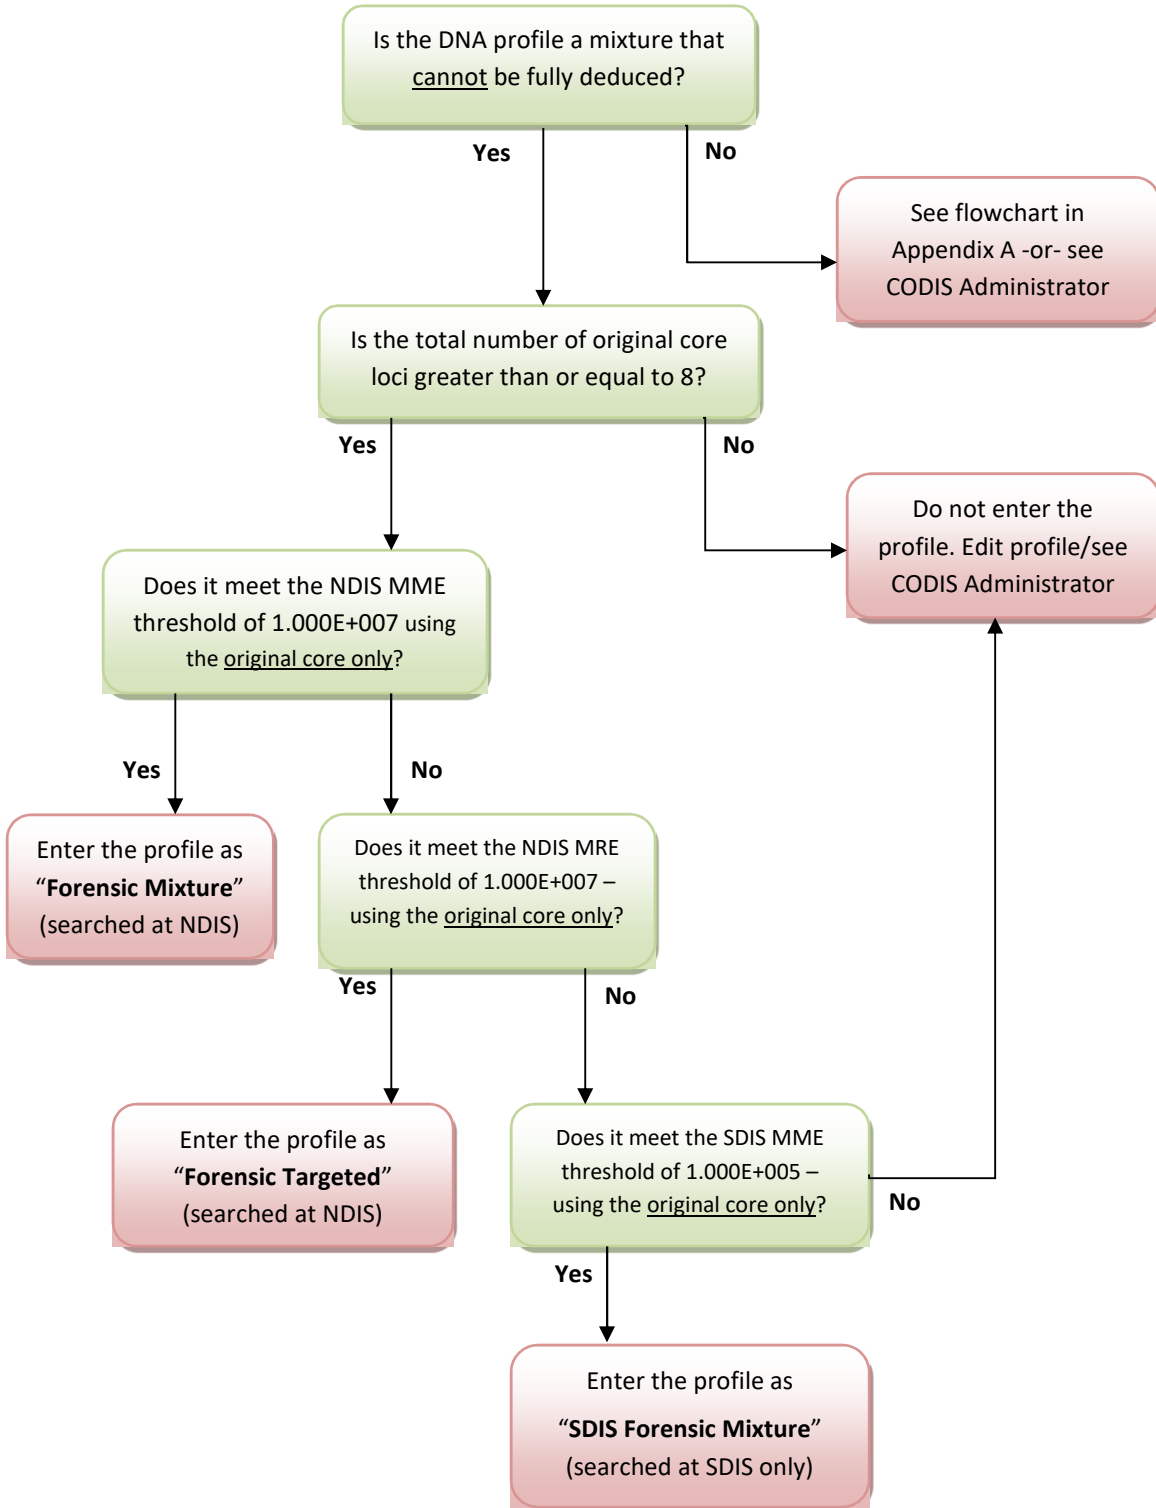 Is the DNA profile a mixture that
cannot be fully deduced?
Yes
No
See flowchart in
Appendix A -or- see
CODIS Administrator
Is the total number of original core
loci greater than or equal to 8?
Yes
No
Do not enter the
profile. Edit profile/see
CODIS Administrator
Does it meet the NDIS MME
threshold of 1.000E+007 using
the original core only?
Yes
No
Enter the profile as
“Forensic Mixture”
(searched at NDIS)
Does it meet the NDIS MRE
threshold of 1.000E+007 –
using the original core only?
Yes
No
Enter the profile as
“Forensic Targeted”
(searched at NDIS)
Does it meet the SDIS MME
threshold of 1.000E+005 –
using the original core only?
No
Yes
Enter the profile as
“SDIS Forensic Mixture”
(searched at SDIS only)